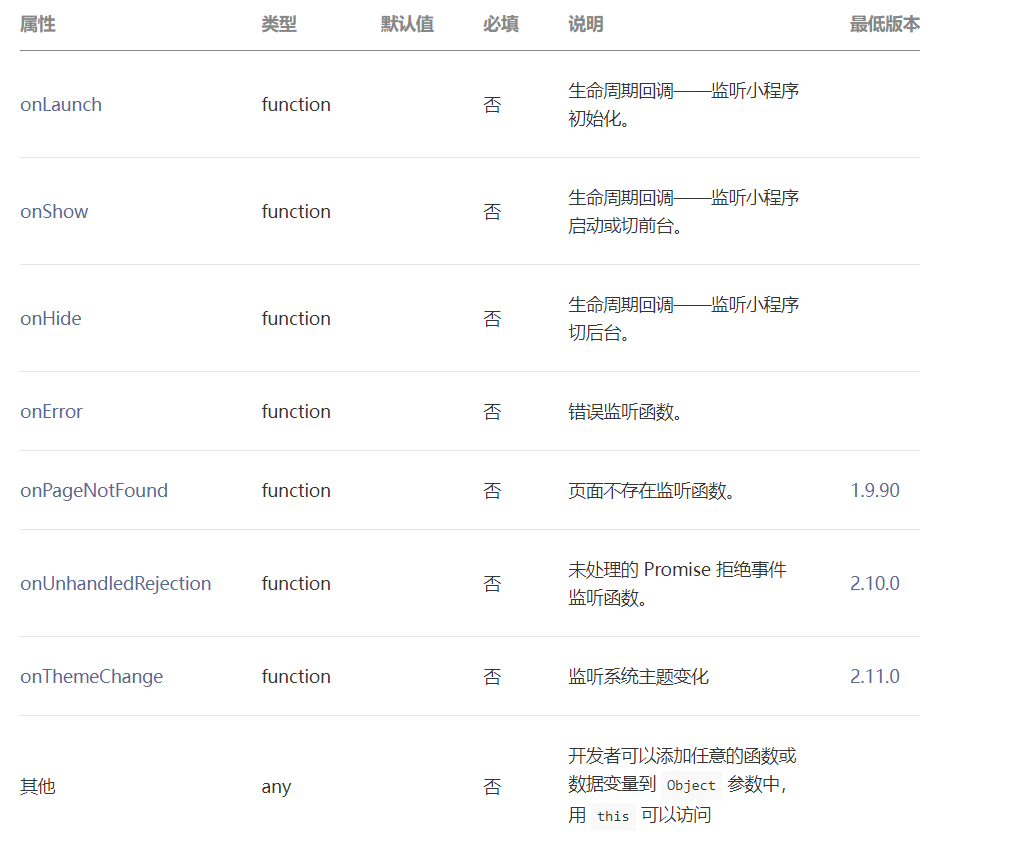 属性 类型 默认值 必填 说明 最低版本
onLaunch function 否 生命周期回调——监听小程序
初始化。
onShow function 否 生命周期回调——监听小程序
启动或切前台。
onHide function 否 生命周期回调——监听小程序
切后台。
onError function 否 错误监听函数。
onPageNotFound function 否 页面不存在监听函数。 1.9.90
onUnhandledRejection function 否 未处理的 Promise 拒绝事件
监听函数。 2.10.0
onThemeChange function 否 监听系统主题变化 2.11.0
其他 any 否 开发者可以添加任意的函数或
数据变量到 Object 参数中,
用 this 可以访问